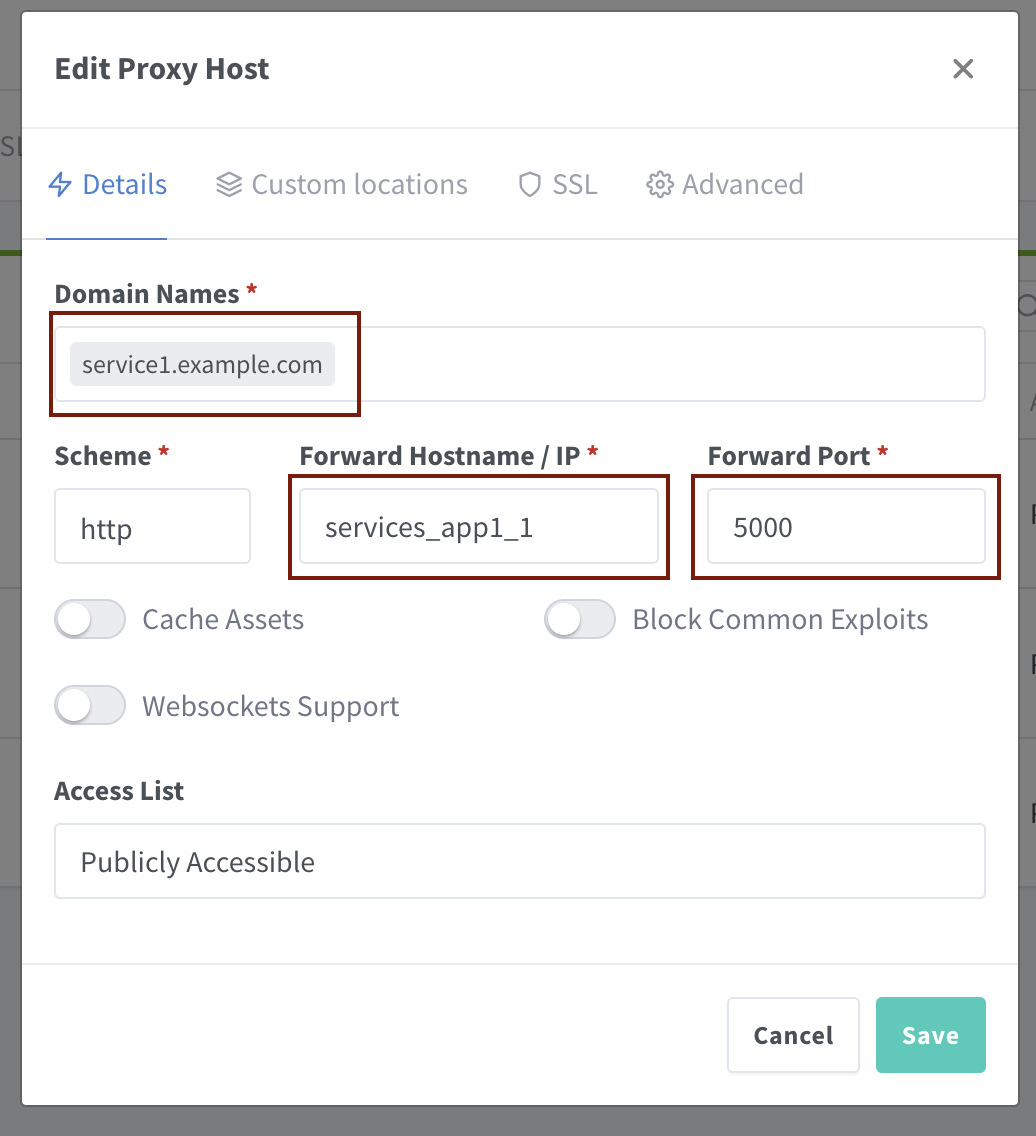 Edit Proxy Host
Details Custom locations SSL Advanced
Domain Names *
service1.example.com
Scheme * Forward Hostname / IP * Forward Port *
http services_app1_1 5000
Cache Assets Block Common Exploits
Websockets Support
Access List
Publicly Accessible
Cancel Save